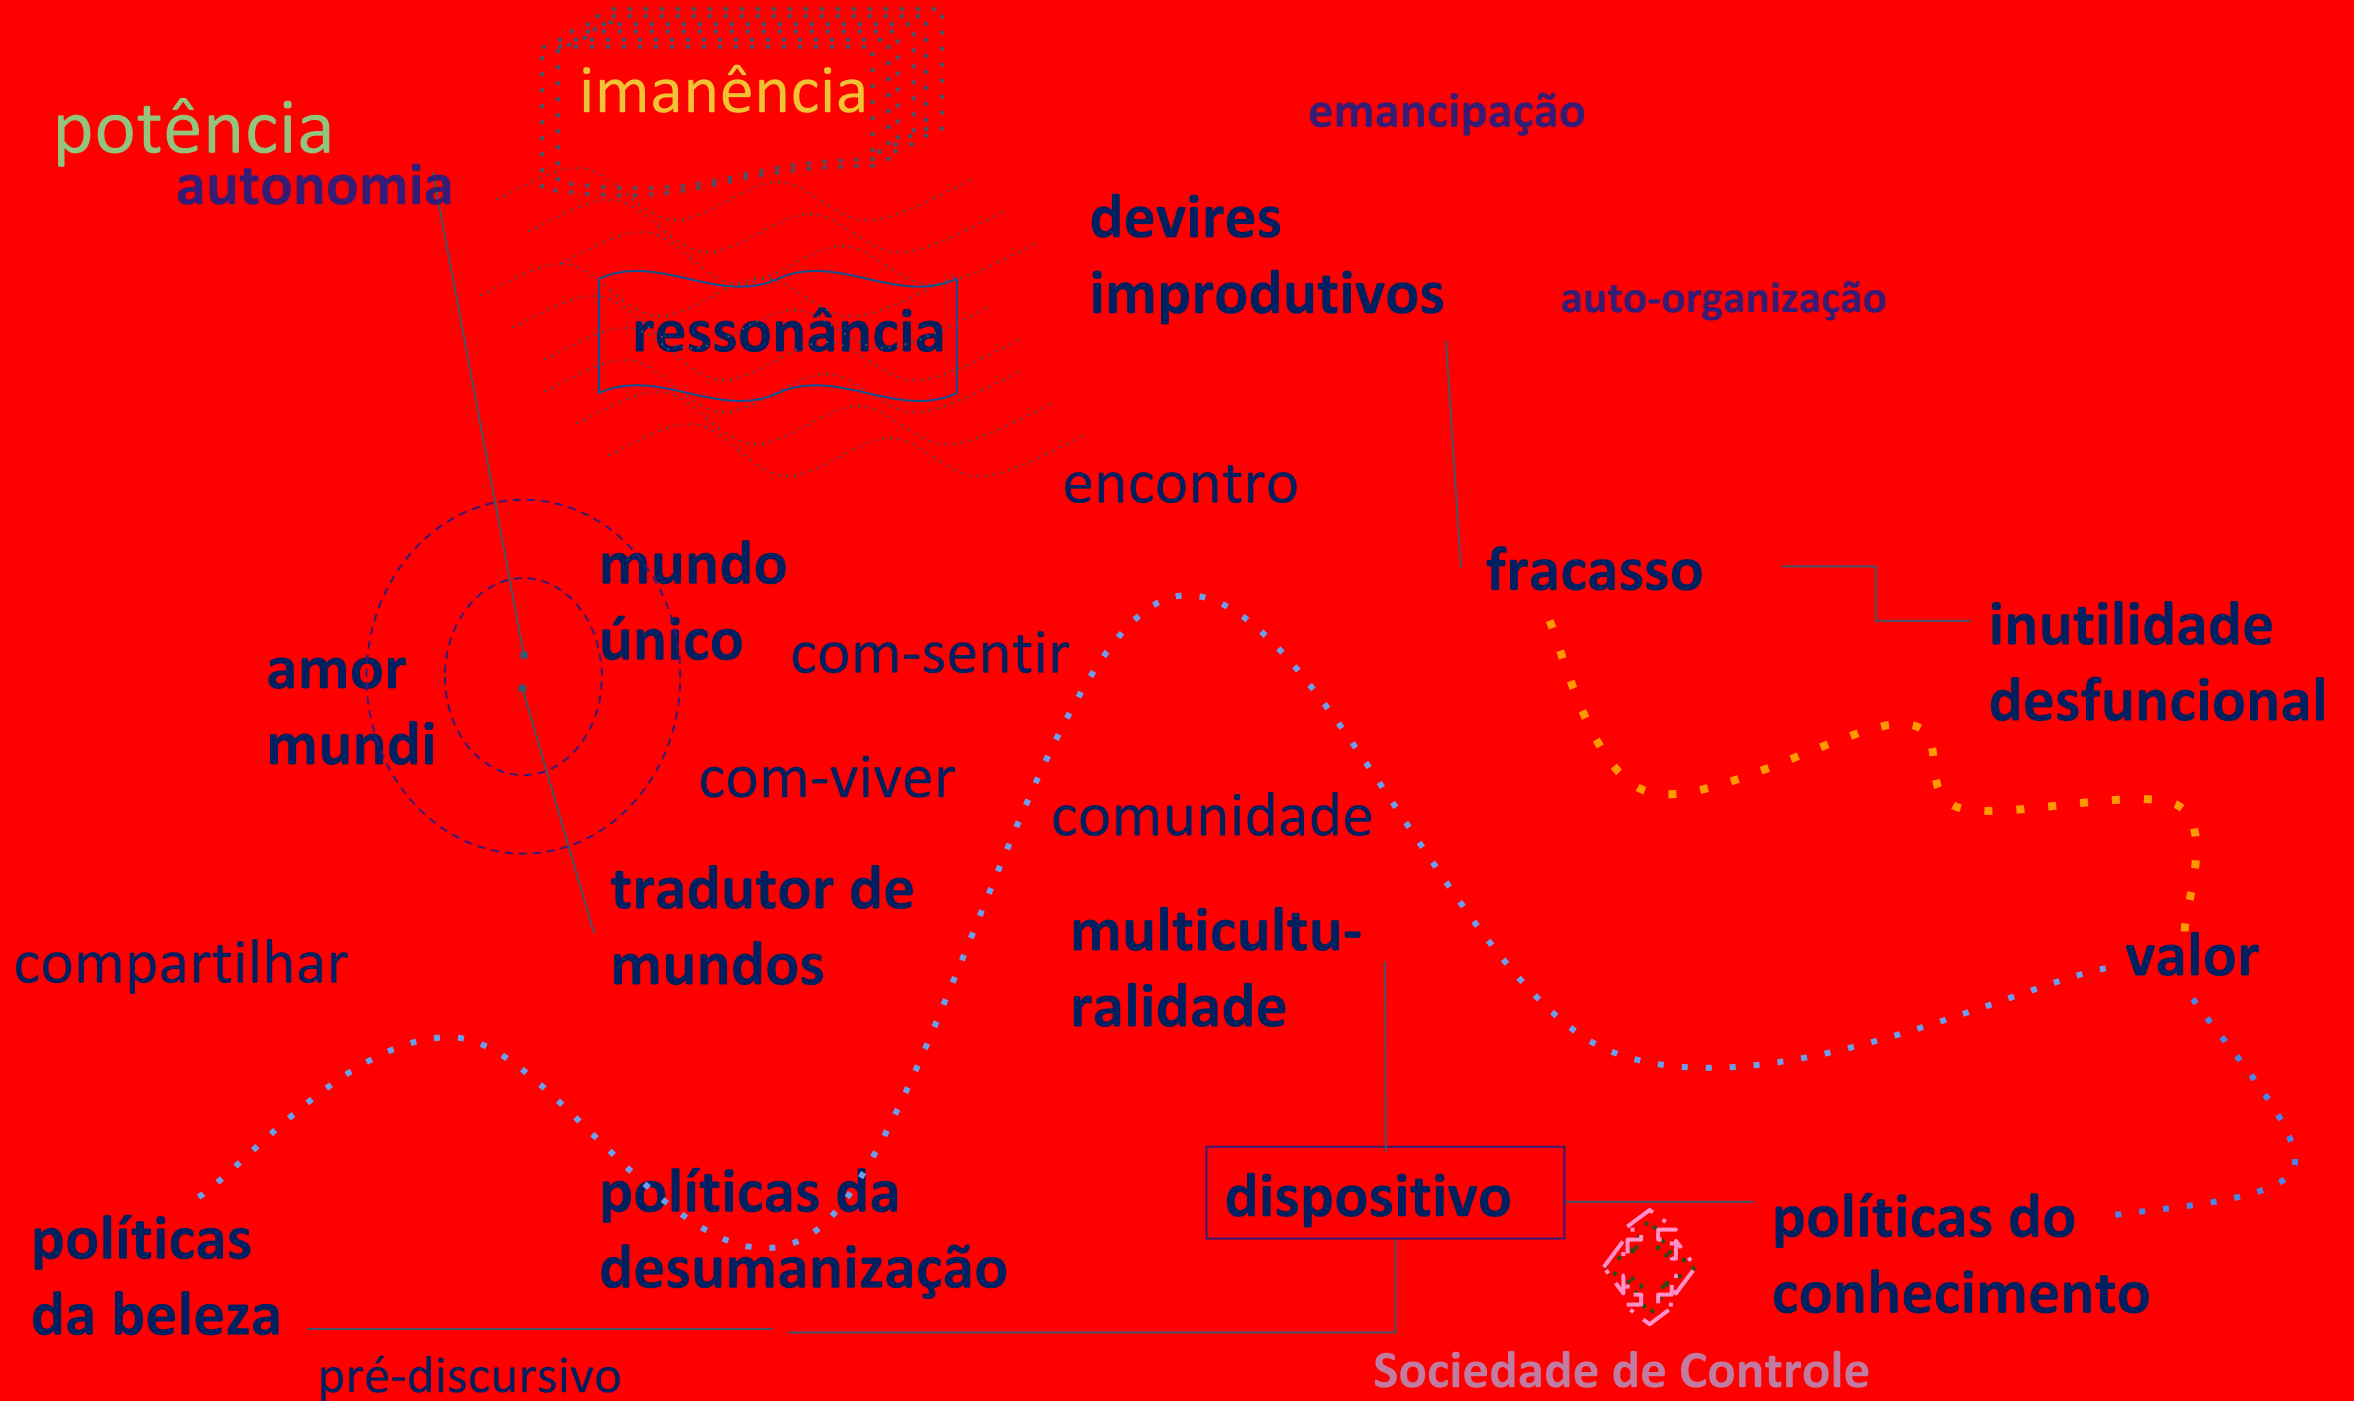 imanência
potência
autonomia
emancipação
devires
improdutivos
auto-organização
ressonância
encontro
mundo
único
fracasso
inutilidade
desfuncional
amor
mundi
com-sentir
com-viver
comunidade
tradutor de
mundos
multicultu-
ralidade
compartilhar
valor
políticas da
desumanização
dispositivo
políticas do
conhecimento
políticas
da beleza
pré-discursivo
Sociedade de Controle